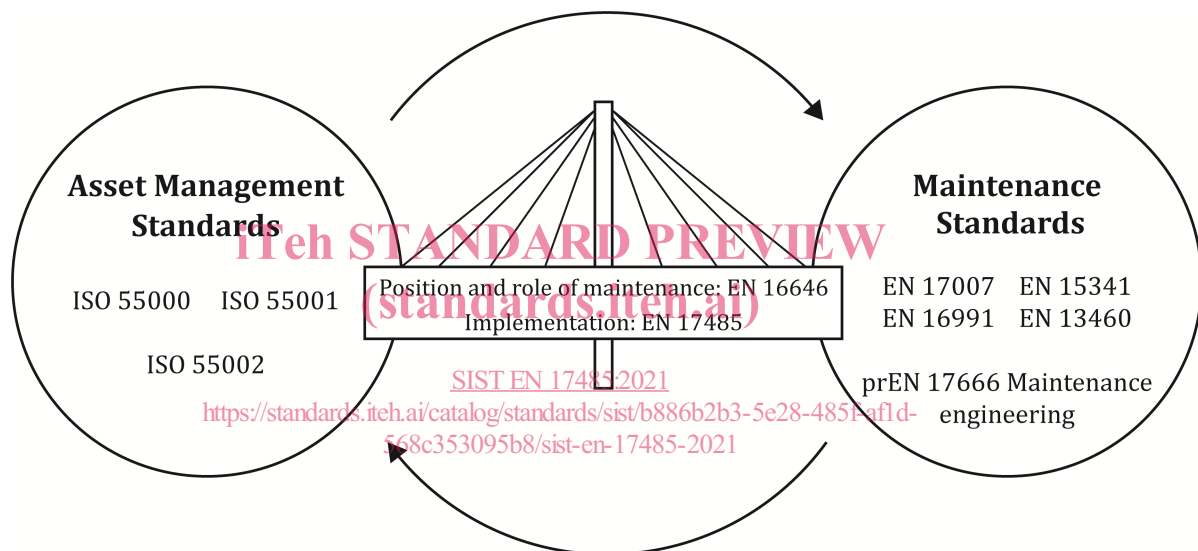 Asset Management
Standards
ISO 55000 ISO 55001
ISO 55002
Position and role of maintenance: EN 16646
Implementation: EN 17485
Maintenance
Standards
EN 17007 EN 15341
EN 16991 EN 13460
prEN 17666 Maintenance
engineering
iTeh STANDARD PREVIEW
(standards.iteh.ai)
SIST EN 17485:2021
https://standards.iteh.ai/catalog/standards/sist/b886b2b3-5e28-485f-af1d-
568c353095b8/sist-en-17485-2021